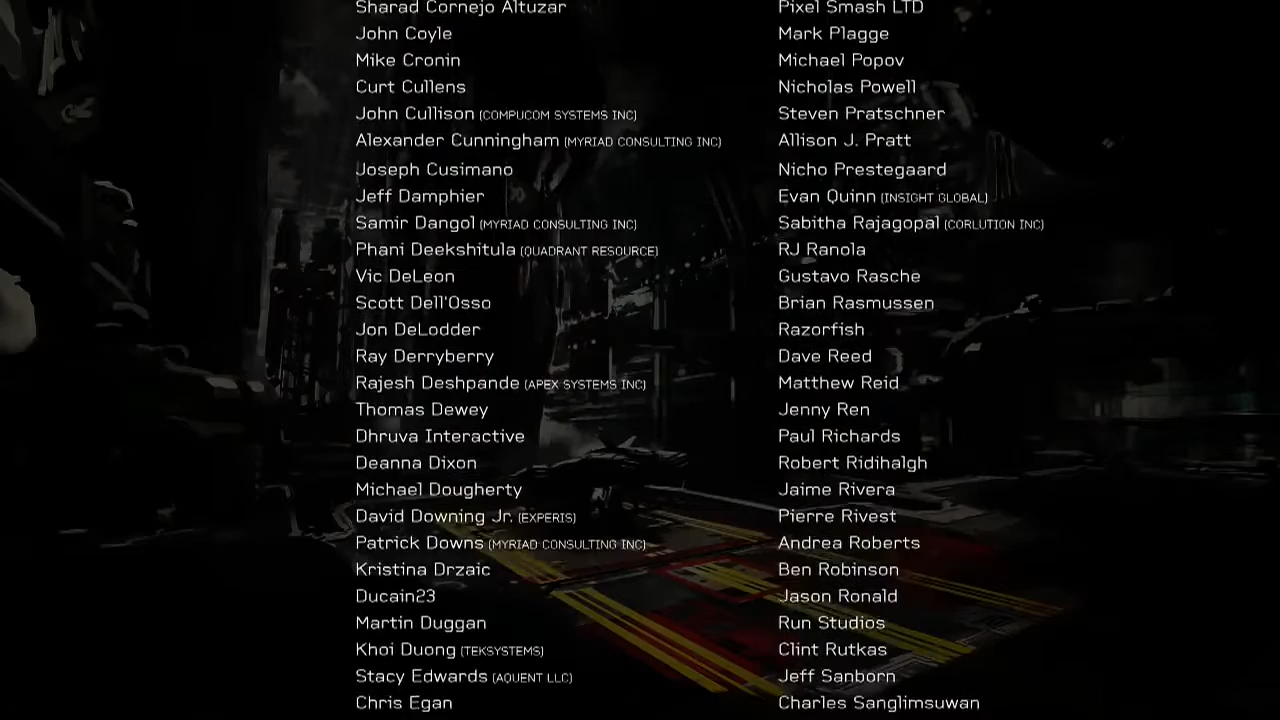 Sharad Cornejo Altuzar
John Coyle
Mike Cronin
Curt Cullens
John Cullison (COMPUCOM SYSTEMS INC)
Alexander Cunningham (MYRIAD CONSULTING INC)
Joseph Cusimano
Jeff Damphier
Samir Dangol (MYRIAD CONSULTING INC)
Phani Deekshitula (QUADRANT RESOURCE)
Vic DeLeon
Scott Dell'Osso
Jon DeLodder
Ray Derryberry
Rajesh Deshpande (APEX SYSTEMS INC)
Thomas Dewey
Dhruva Interactive
Deanna Dixon
Michael Dougherty
David Downing Jr. (EXPERIS)
Patrick Downs (MYRIAD CONSULTING INC)
Kristina Drzaic
Ducain23
Martin Duggan
Khoi Duong (TEKSYSTEMS)
Stacy Edwards (AQUENT LLC)
Chris Egan
Pixel Smash LTD
Mark Plagge
Michael Popov
Nicholas Powell
Steven Pratschner
Allison J. Pratt
Nicho Prestegaard
Evan Quinn (INSIGHT GLOBAL)
Sabitha Rajagopal (CORLUTION INC)
RJ Ranola
Gustavo Rasche
Brian Rasmussen
Razorfish
Dave Reed
Matthew Reid
Jenny Ren
Paul Richards
Robert Ridihalgh
Jaime Rivera
Pierre Rivest
Andrea Roberts
Ben Robinson
Jason Ronald
Run Studios
Clint Rutkas
Jeff Sanborn
Charles Sanglimsuwan